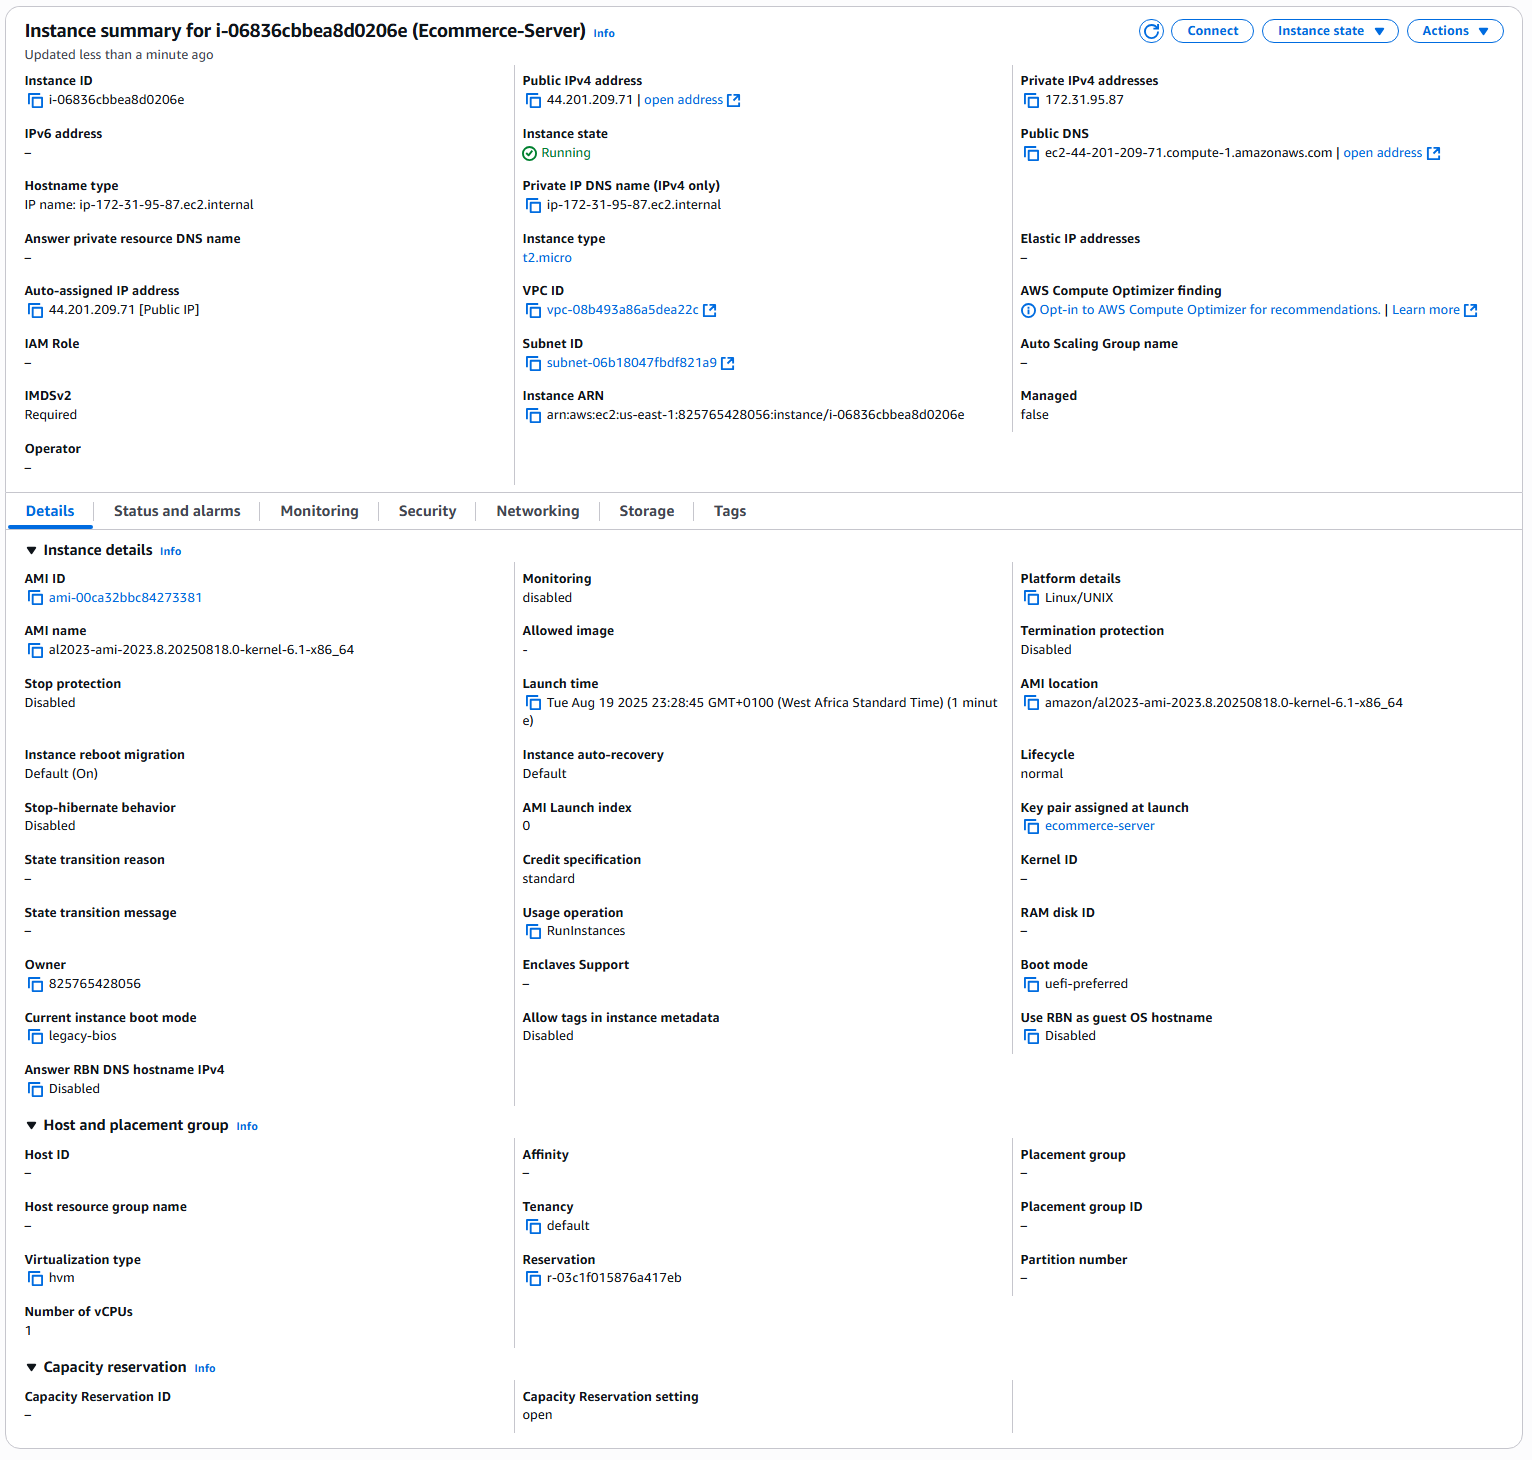 Instance summary for i-06836cbbea8d0206e (Ecommerce-Server) Info
Connect
Instance state
Actions
Updated less than a minute ago
Instance ID
i-06836cbbea8d0206e
Public IPv4 address
44.201.209.71 | open address
Private IPv4 addresses
172.31.95.87
IPv6 address
–
Instance state
Running
Public DNS
ec2-44-201-209-71.compute-1.amazonaws.com | open address
Hostname type
IP name: ip-172-31-95-87.ec2.internal
Private IP DNS name (IPv4 only)
ip-172-31-95-87.ec2.internal
Answer private resource DNS name
–
Instance type
t2.micro
Elastic IP addresses
–
Auto-assigned IP address
44.201.209.71 [Public IP]
VPC ID
vpc-08b493a86a5dea22c
AWS Compute Optimizer finding
Opt-in to AWS Compute Optimizer for recommendations. | Learn more
IAM Role
–
Subnet ID
subnet-06b18047fbdf821a9
Auto Scaling Group name
–
IMDSv2
Required
Instance ARN
arn:aws:ec2:us-east-1:825765428056:instance/i-06836cbbea8d0206e
Managed
false
Operator
–
Details
Status and alarms
Monitoring
Security
Networking
Storage
Tags
Instance details Info
AMI ID
ami-00ca32bbc84273381
Monitoring
disabled
Platform details
Linux/UNIX
AMI name
al2023-ami-2023.8.20250818.0-kernel-6.1-x86_64
Allowed image
-
Termination protection
Disabled
Stop protection
Disabled
Launch time
Tue Aug 19 2025 23:28:45 GMT+0100 (West Africa Standard Time) (1 minut
e)
AMI location
amazon/al2023-ami-2023.8.20250818.0-kernel-6.1-x86_64
Instance reboot migration
Default (On)
Instance auto-recovery
Default
Lifecycle
normal
Stop-hibernate behavior
Disabled
AMI Launch index
0
Key pair assigned at launch
ecommerce-server
State transition reason
–
Credit specification
standard
Kernel ID
–
State transition message
–
Usage operation
RunInstances
RAM disk ID
–
Owner
825765428056
Enclaves Support
–
Boot mode
uefi-preferred
Current instance boot mode
legacy-bios
Allow tags in instance metadata
Disabled
Use RBN as guest OS hostname
Disabled
Answer RBN DNS hostname IPv4
Disabled
Host and placement group Info
Host ID
–
Affinity
–
Placement group
–
Host resource group name
–
Tenancy
default
Placement group ID
–
Virtualization type
hvm
Reservation
r-03c1f015876a417eb
Partition number
–
Number of vCPUs
1
Capacity reservation Info
Capacity Reservation ID
–
Capacity Reservation setting
open